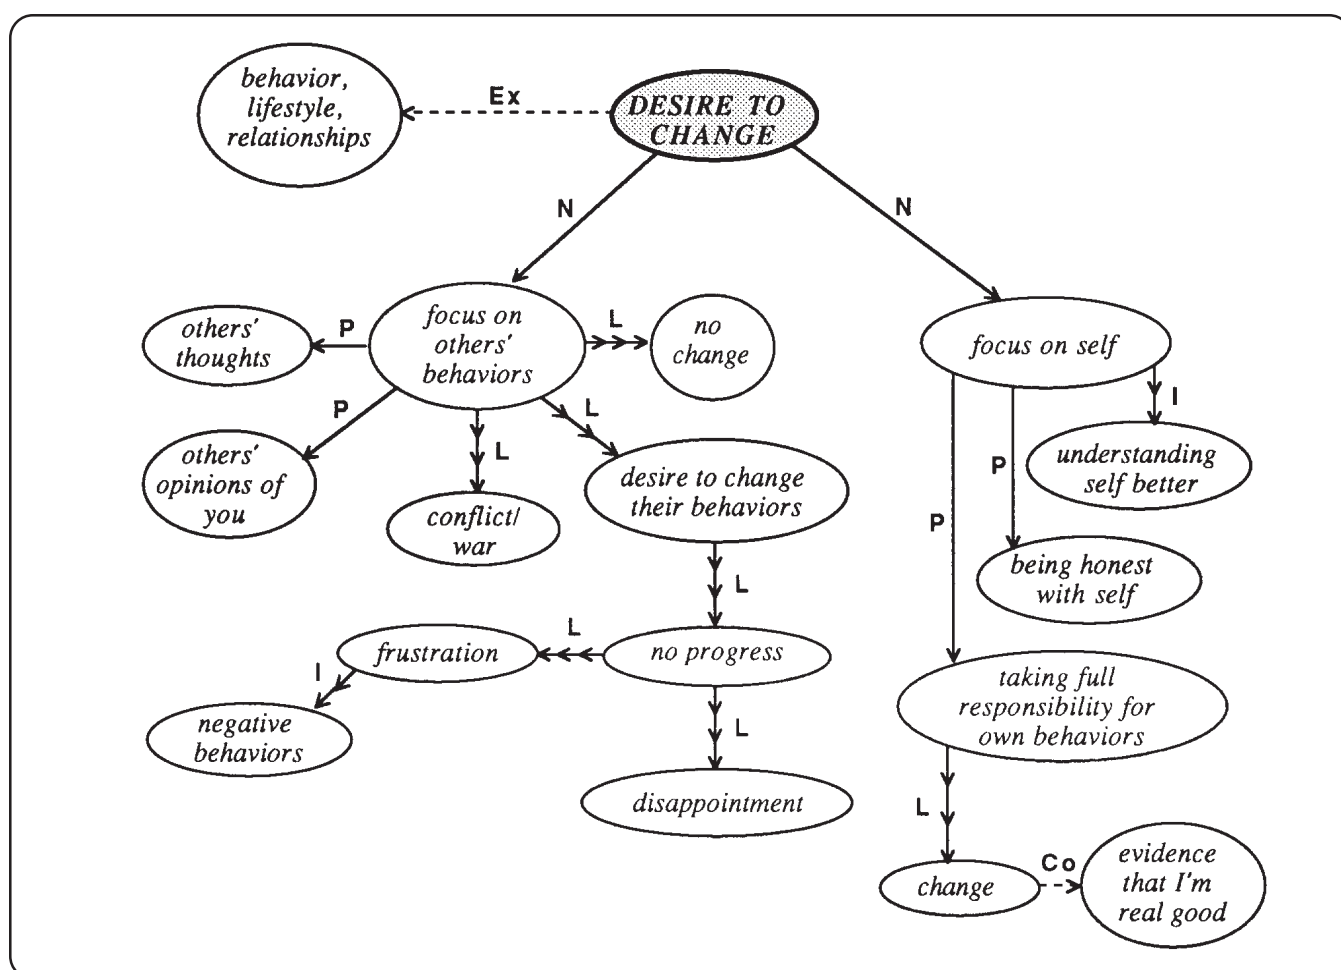 behavior,
lifestyle,
relationships
Ex
DESIRE TO
CHANGE
N
N
others'
thoughts
P
focus on
others'
behaviors
L
no
change
focus on self
P
L
I
others'
opinions of
you
L
conflict/
war
desire to change
their behaviors
understanding
self better
P
P
being honest
with self
L
frustration
L
no progress
I
negative
behaviors
L
disappointment
taking full
responsibility for
own behaviors
L
change
Co
evidence
that I'm
real good